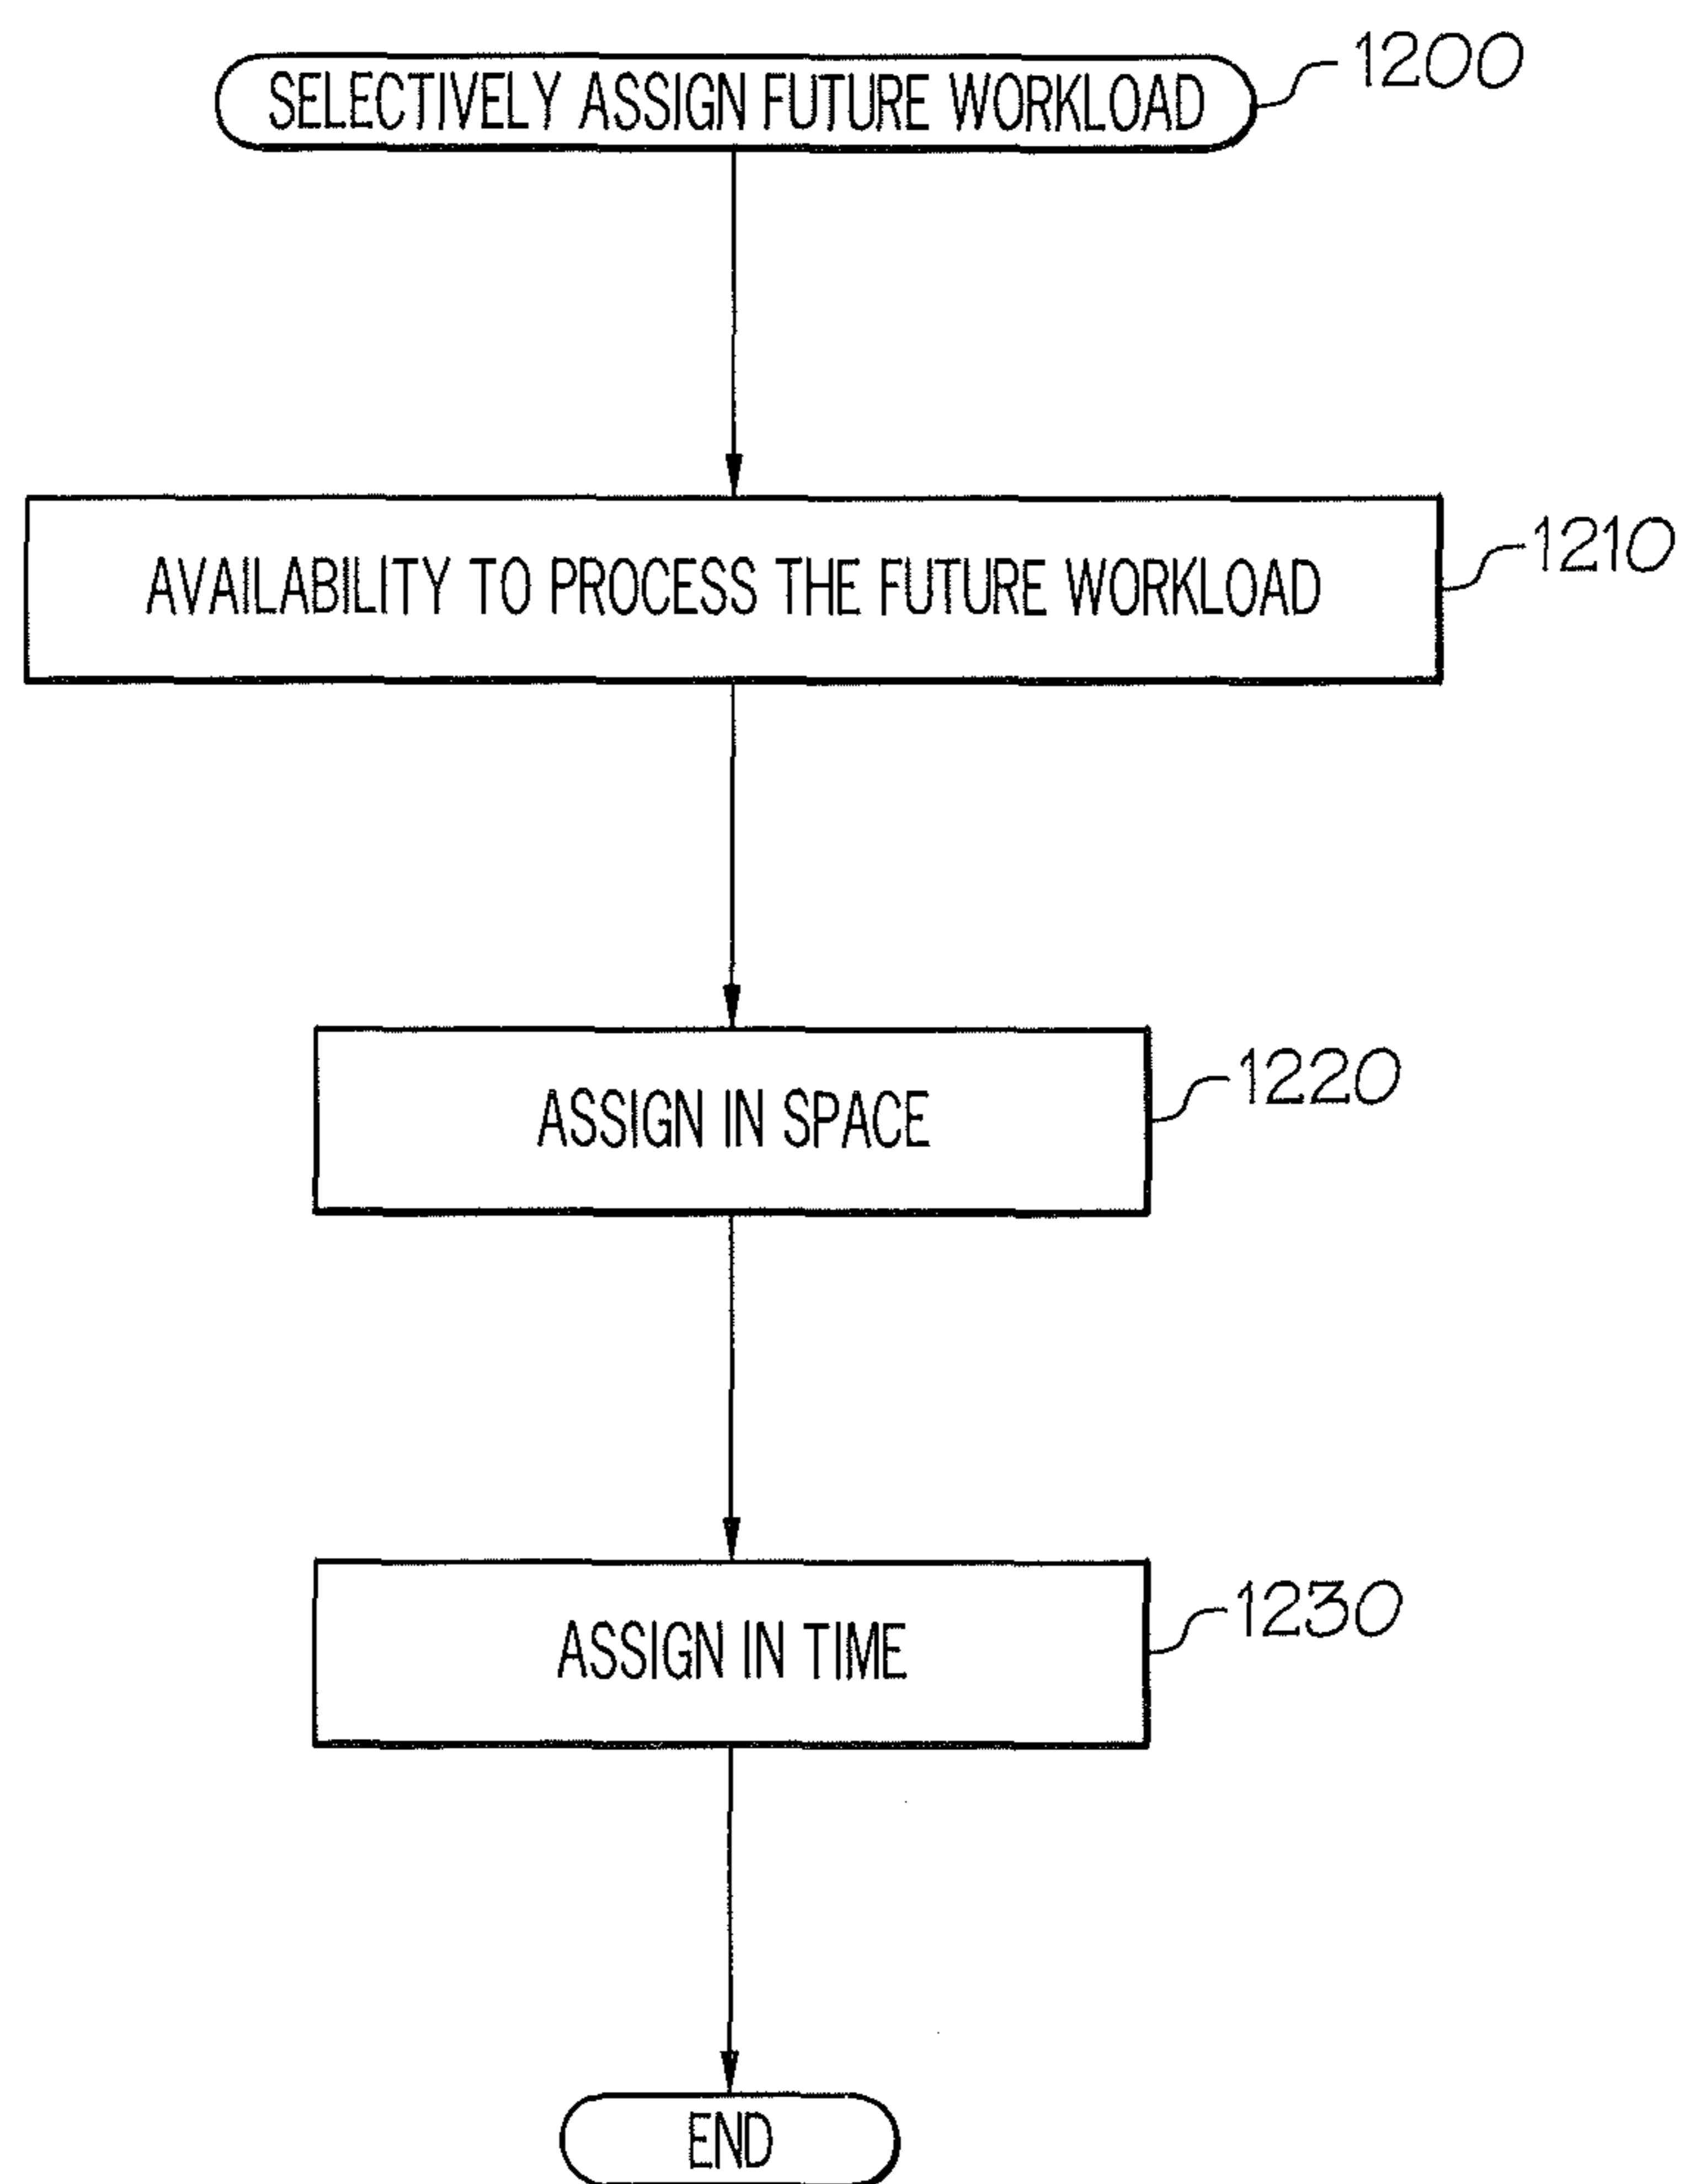 SELECTIVELY ASSIGN FUTURE WORKLOAD
1200
AVAILABILITY TO PROCESS THE FUTURE WORKLOAD
1210
ASSIGN IN SPACE
1220
ASSIGN IN TIME
1230
END